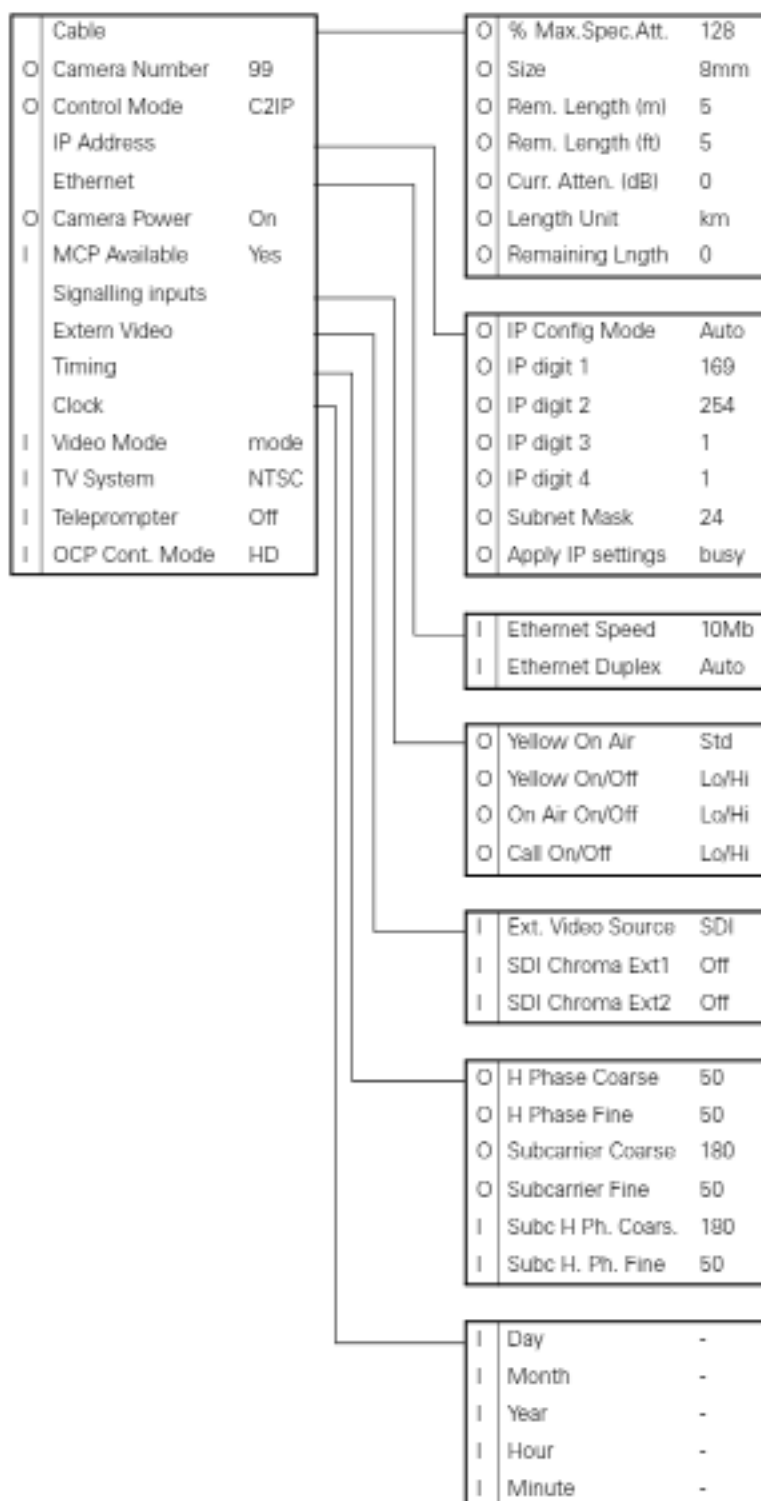 Cable
O Camera Number 99
O Control Mode C2IP
IP Address
Ethernet
O Camera Power On
I MCP Available Yes
Signalling inputs
Extern Video
Timing
Clock
I Video Mode mode
I TV System NTSC
I Teleprompter Off
I OCP Cont. Mode HD
O % Max.Spec.Att. 128
O Size 8mm
O Rem. Length (m) 5
O Rem. Length (ft) 5
O Curr. Atten. (dB) 0
O Length Unit km
O Remaining Lngth 0
O IP Config Mode Auto
O IP digit 1 169
O IP digit 2 254
O IP digit 3 1
O IP digit 4 1
O Subnet Mask 24
O Apply IP settings busy
I Ethernet Speed 10Mb
I Ethernet Duplex Auto
O Yellow On Air Std
O Yellow On/Off Lo/Hi
O On Air On/Off Lo/Hi
O Call On/Off Lo/Hi
I Ext. Video Source SDI
I SDI Chroma Ext1 Off
I SDI Chroma Ext2 Off
O H Phase Coarse 50
O H Phase Fine 50
O Subcarrier Coarse 180
O Subcarrier Fine 50
I Subc H Ph. Coars. 180
I Subc H. Ph. Fine 50
I Day -
I Month -
I Year -
I Hour -
I Minute -